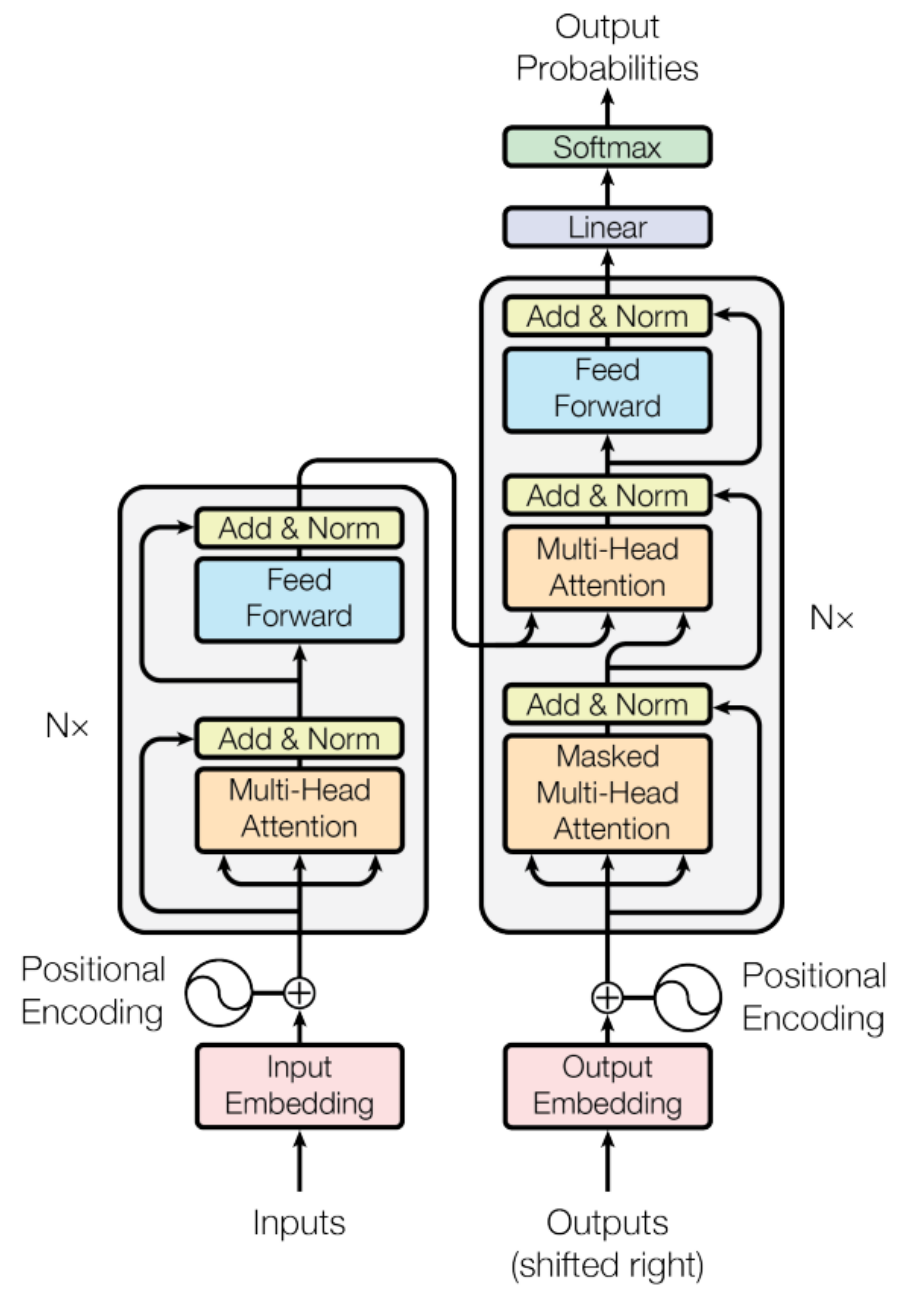 Output
Probabilities
Softmax
Linear
Add & Norm
Feed
Forward
Add & Norm
Multi-Head
Attention
N×
Add & Norm
Masked
Multi-Head
Attention
Add & Norm
Feed
Forward
N×
Add & Norm
Multi-Head
Attention
Positional
Encoding
Positional
Encoding
Input
Embedding
Output
Embedding
Inputs
Outputs
(shifted right)